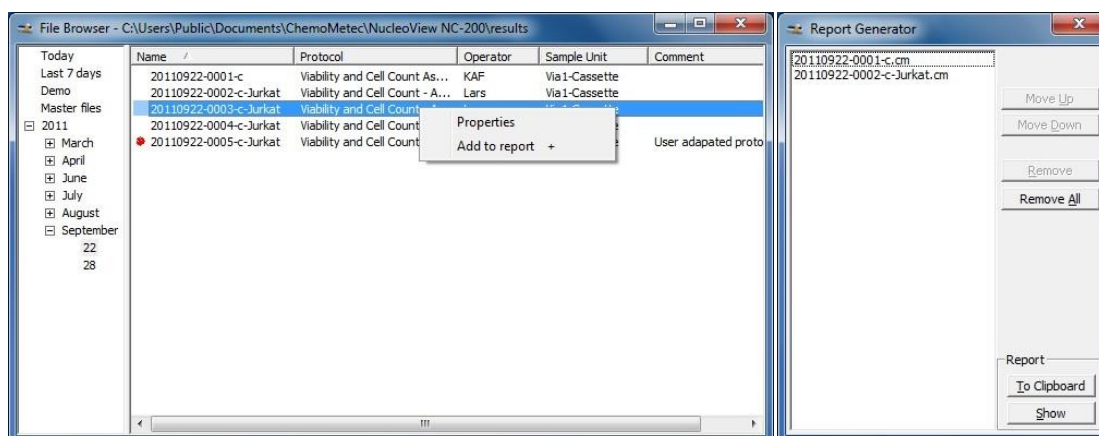 File Browser - C:\Users\Public\Documents\ChemoMetec\NucleoView NC-200\results
Today
Last 7 days
Demo
Master files
2011
March
April
June
July
August
September
22
28
Name Protocol Operator Sample Unit Comment
20110922-0001-c Viability and Cell Count As... KAF Via1-Cassette
20110922-0002-c-Jurkat Viability and Cell Count - A... Lars Via1-Cassette
20110922-0003-c-Jurkat Viability and Cell Count
20110922-0004-c-Jurkat Viability and Cell Count
20110922-0005-c-Jurkat Viability and Cell Count User adapated proto
Properties
Add to report +
Report Generator
20110922-0001-c.cm
20110922-0002-c-Jurkat.cm
Move Up
Move Down
Remove
Remove All
Report
To Clipboard
Show